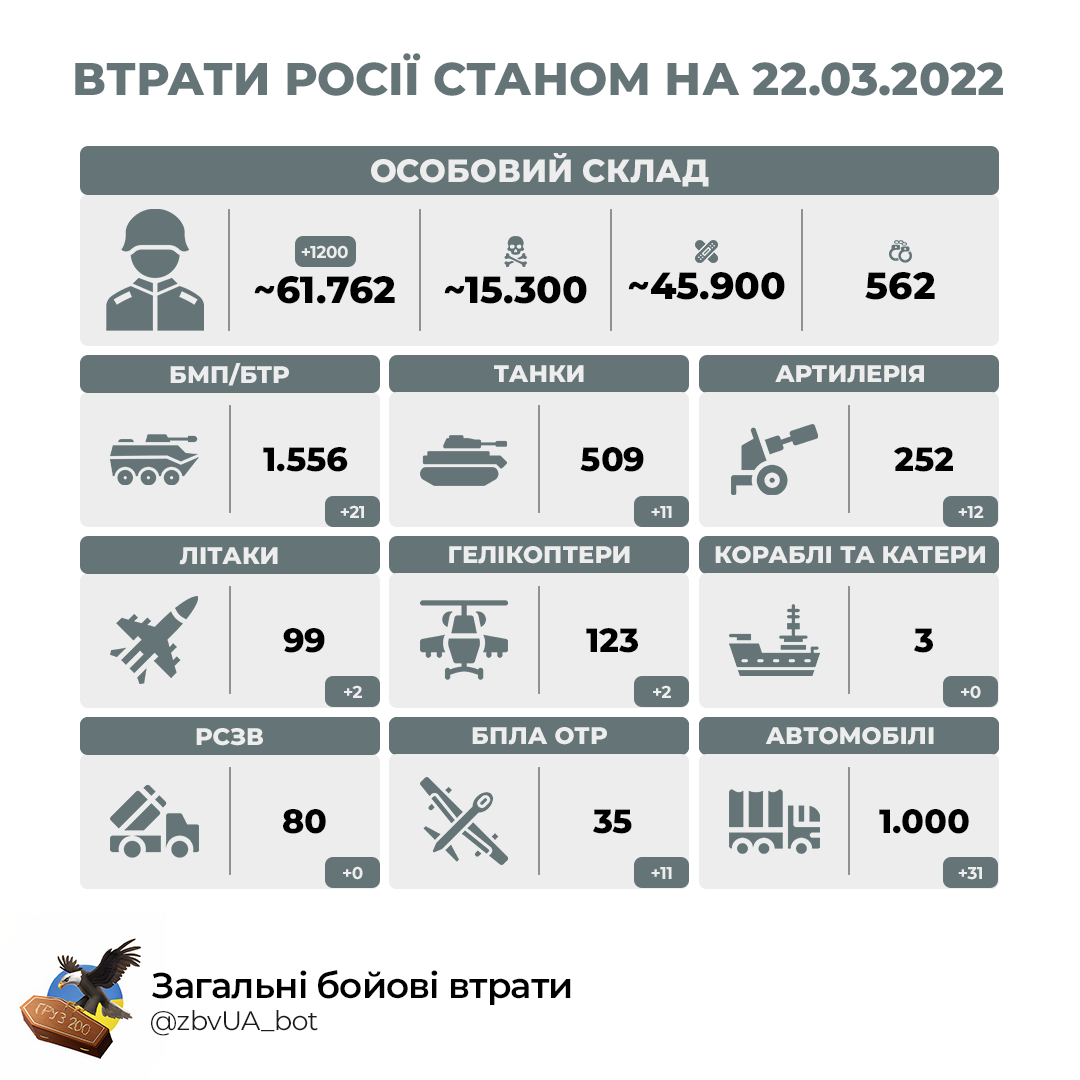 ВТРАТИ РОСІЇ СТАНОМ НА 22.03.2022
ОСОБОВИЙ СКЛАД
+1200
~61.762
~15.300
~45.900
562
БМП/БТР
1.556
+21
ТАНКИ
509
+11
АРТИЛЕРІЯ
252
+12
ЛІТАКИ
99
+2
ГЕЛІКОПТЕРИ
123
+2
КОРАБЛІ ТА КАТЕРИ
3
+0
РСЗВ
80
+0
БПЛА ОТР
35
+11
АВТОМОБІЛІ
1.000
+31
ГРУЗ 200
Загальні бойові втрати
@zbvUA_bot